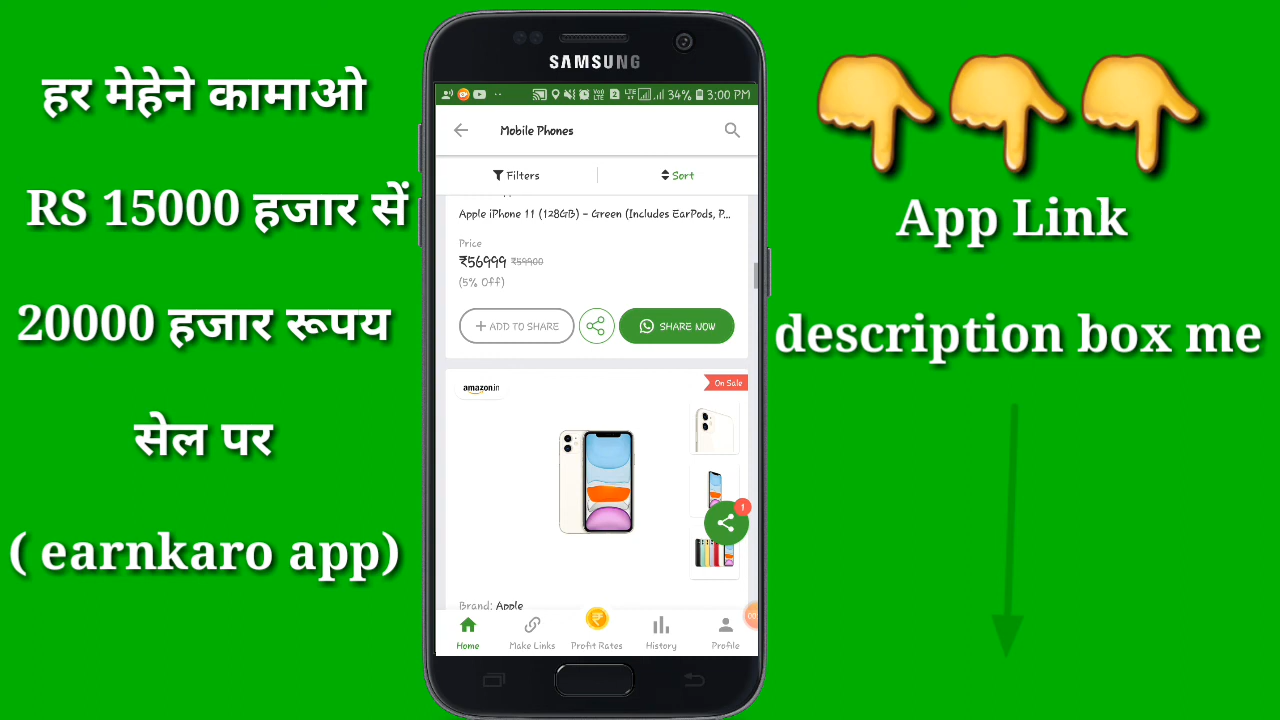 हर मेहेने कामाओ
RS 15000 हजार सें
20000 हजार रूपय
सेल पर
( earnkaro app)
SAMSUNG
34% 3:00 PM
Mobile Phones
Filters
Sort
Apple iPhone 11 (128GB) - Green (Includes EarPods, P...
Price
₹56999 ₹59900
(5% Off)
+ ADD TO SHARE
SHARE NOW
amazon.in
On Sale
1
Brand: Apple
Home
Make Links
Profit Rates
History
Profile
App Link
description box me